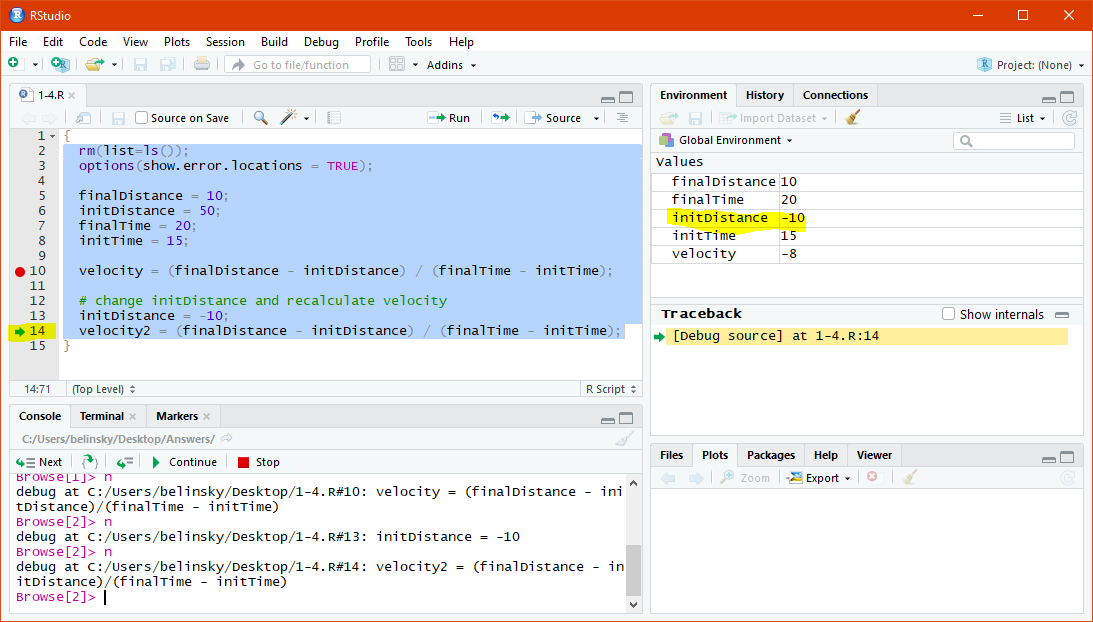 RStudio
File Edit Code View Plots Session Build Debug Profile Tools Help
Go to file/function Addins Project: (None)
1-4.R
Source on Save Run Source
1 {
2 rm(list=ls());
3 options(show.error.locations = TRUE);
4
5 finalDistance = 10;
6 initDistance = 50;
7 finalTime = 20;
8 initTime = 15;
9
10 velocity = (finalDistance - initDistance) / (finalTime - initTime);
11
12 # change initDistance and recalculate velocity
13 initDistance = -10;
14 velocity2 = (finalDistance - initDistance) / (finalTime - initTime);
15 }
14:71 (Top Level) R Script
Console Terminal Markers
C:/Users/belinsky/Desktop/Answers/
Next Continue Stop
Browse[1]> n
debug at C:/Users/belinsky/Desktop/1-4.R#10: velocity = (finalDistance - ini
tDistance)/(finalTime - initTime)
Browse[2]> n
debug at C:/Users/belinsky/Desktop/1-4.R#13: initDistance = -10
Browse[2]> n
debug at C:/Users/belinsky/Desktop/1-4.R#14: velocity2 = (finalDistance - in
itDistance)/(finalTime - initTime)
Browse[2]>
Environment History Connections
Import Dataset List
Global Environment
Values
finalDistance 10
finalTime 20
initDistance -10
initTime 15
velocity -8
Traceback Show internals
[Debug source] at 1-4.R:14
Files Plots Packages Help Viewer
Zoom Export